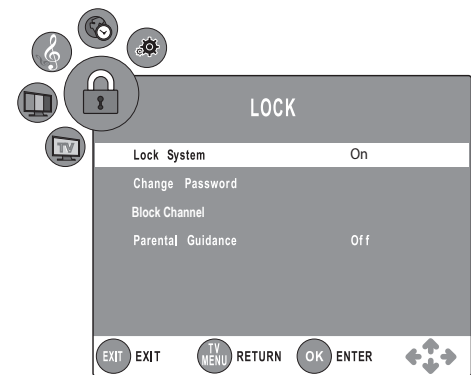 LOCK
TV
Lock System On
Change Password
Block Channel
Parental Guidance Off
EXIT EXIT TV MENU RETURN OK ENTER